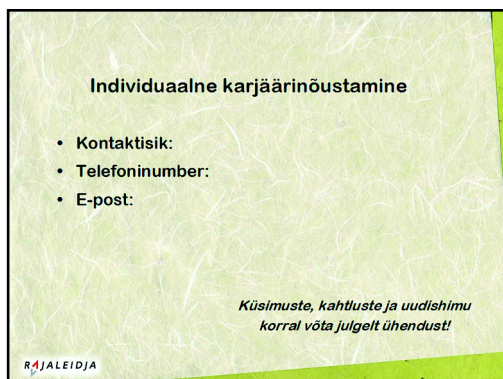 Individuaalne karjäärinõustamine
• Kontaktisik:
• Telefoninumber:
• E-post:
Küsimuste, kahtluste ja uudishimu
korral võta julgelt ühendust!
RAJALEIDJA